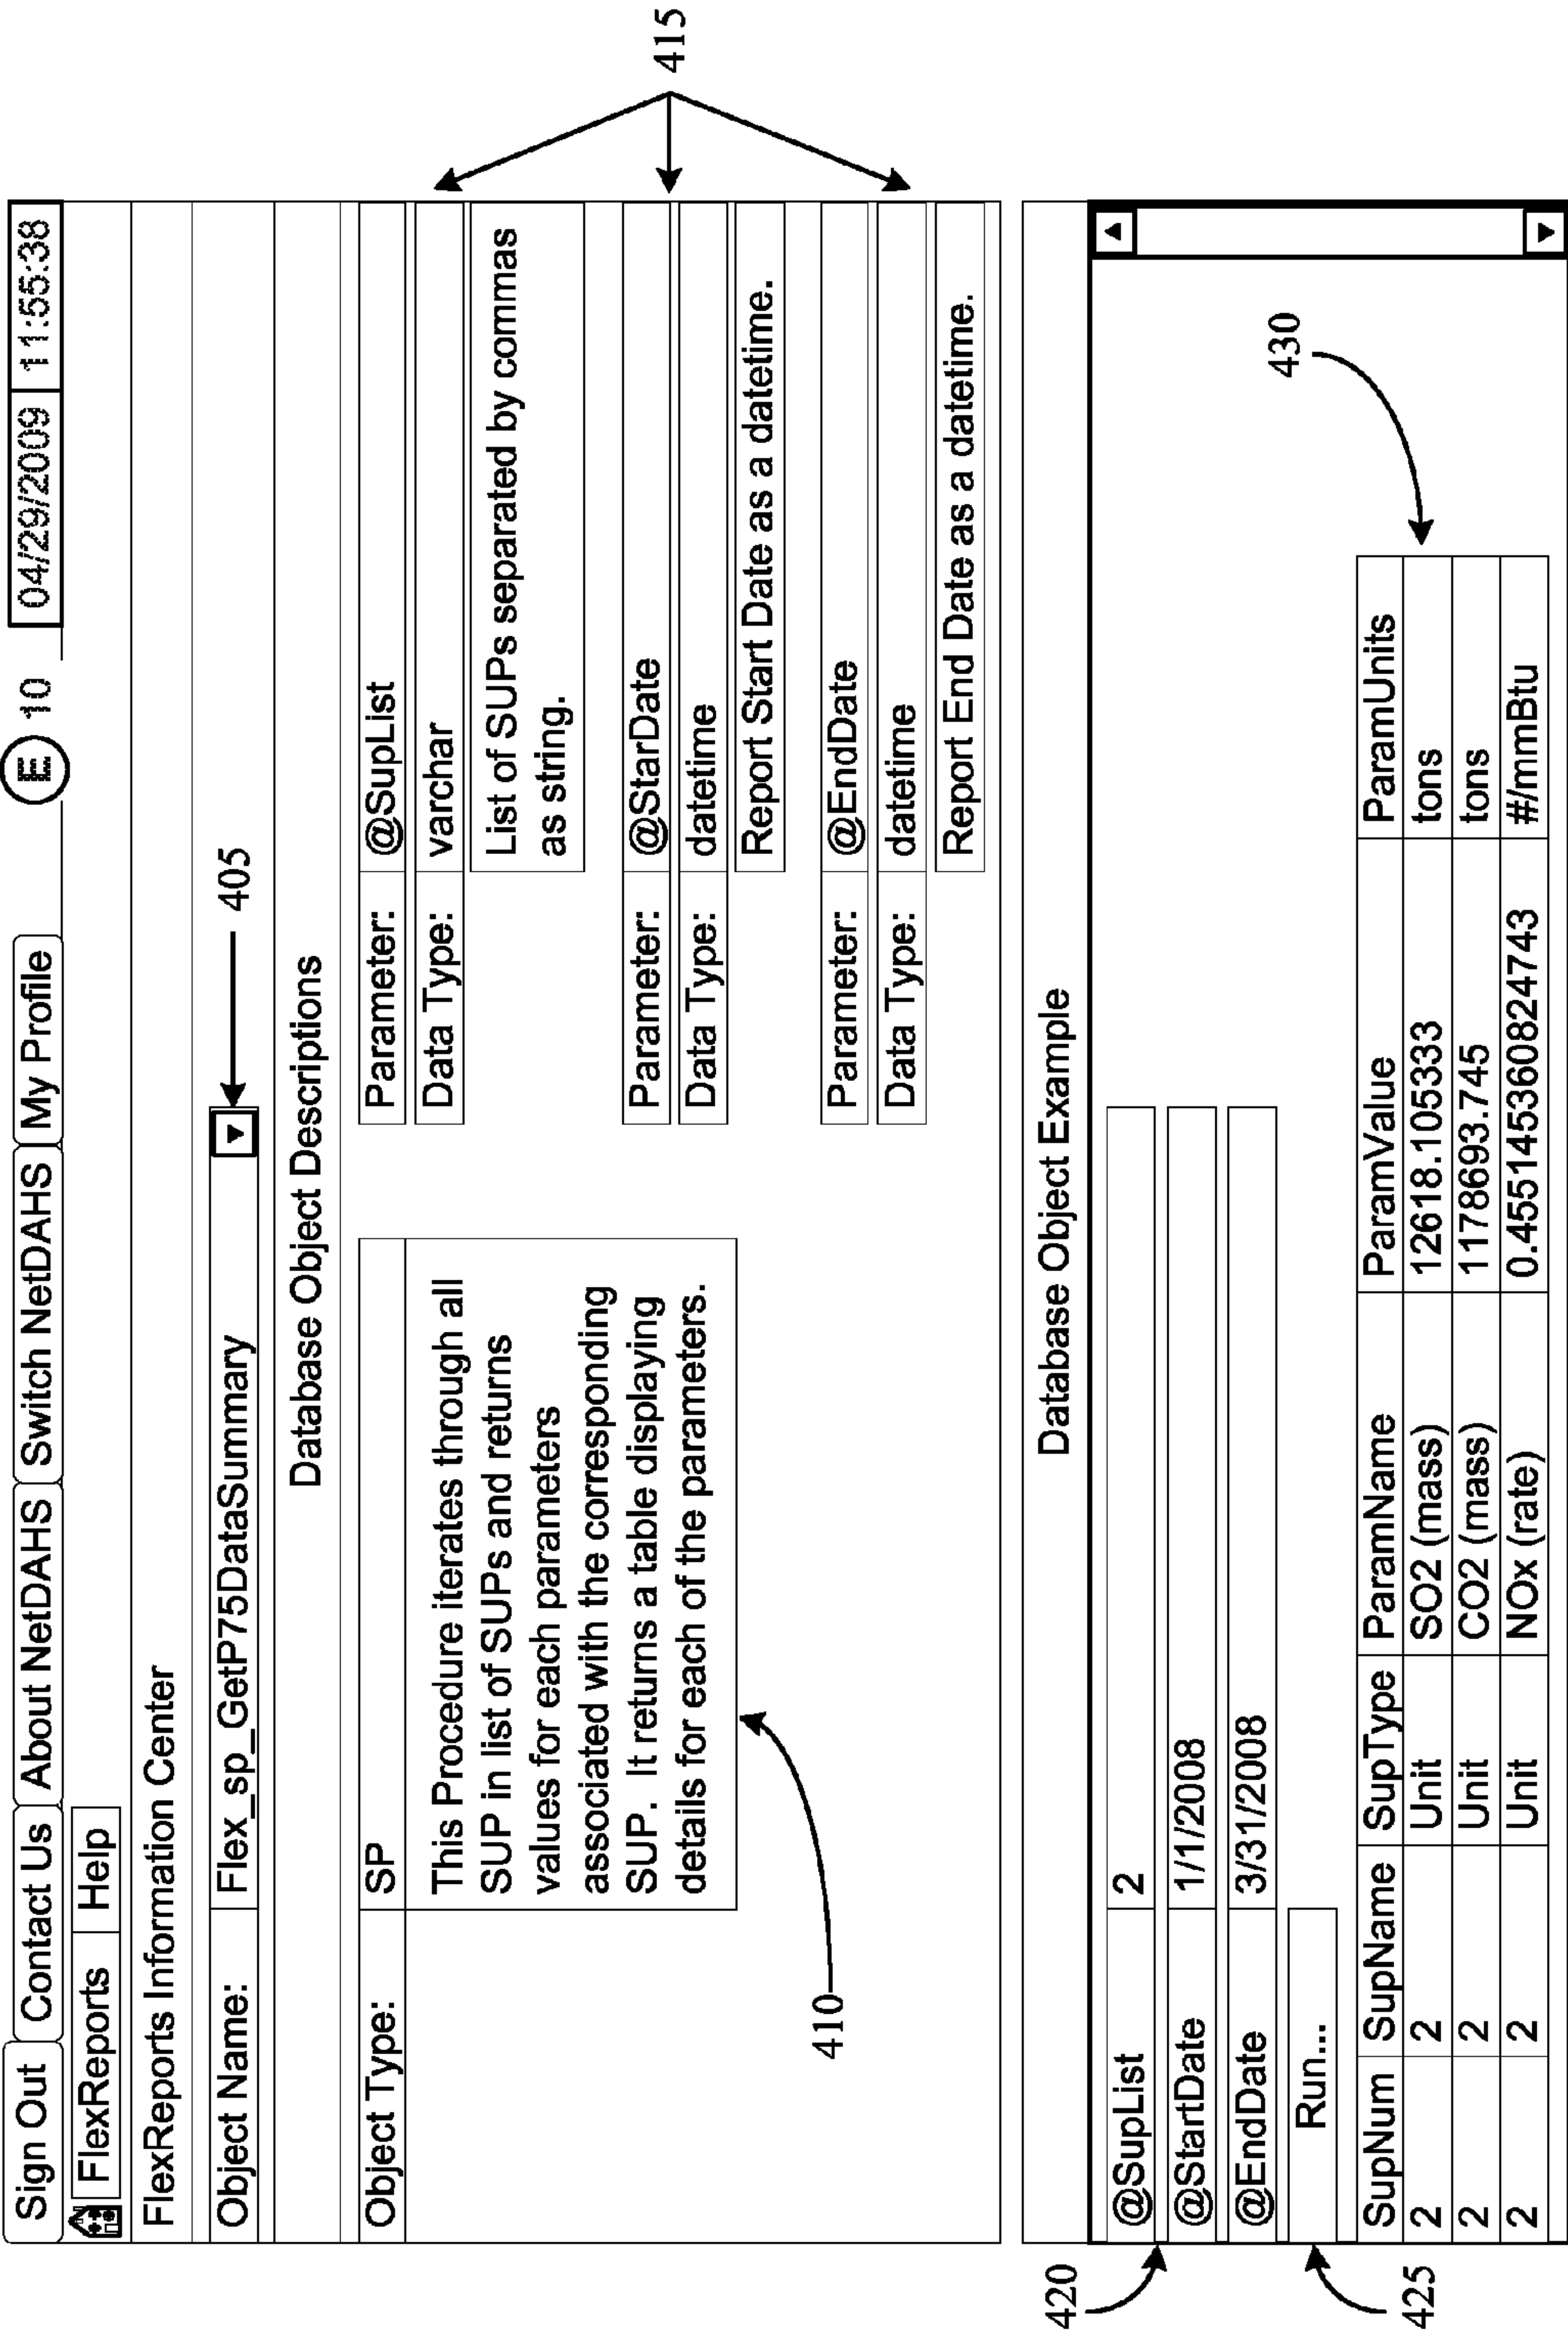 Sign Out Contact Us About NetDAHS Switch NetDAHS My Profile E 10 04/29/2009 11:55:38
FlexReports Help
FlexReports Information Center
Object Name: Flex_sp_GetP75DataSummary
405
Database Object Descriptions
Object Type: SP
This Procedure iterates through all
SUP in list of SUPs and returns
values for each parameters
associated with the corresponding
SUP. It returns a table displaying
details for each of the parameters.
410
Parameter: @SupList
Data Type: varchar
List of SUPs separated by commas
as string.
Parameter: @StarDate
Data Type: datetime
Report Start Date as a datetime.
Parameter: @EndDate
Data Type: datetime
Report End Date as a datetime.
415
Database Object Example
420
@SupList 2
@StartDate 1/1/2008
@EndDate 3/31/2008
Run...
425
430
SupNum SupName SupType ParamName ParamValue ParamUnits
2 2 Unit SO2 (mass) 12618.105333 tons
2 2 Unit CO2 (mass) 1178693.745 tons
2 2 Unit NOx (rate) 0.455145360824743 #/mmBtu